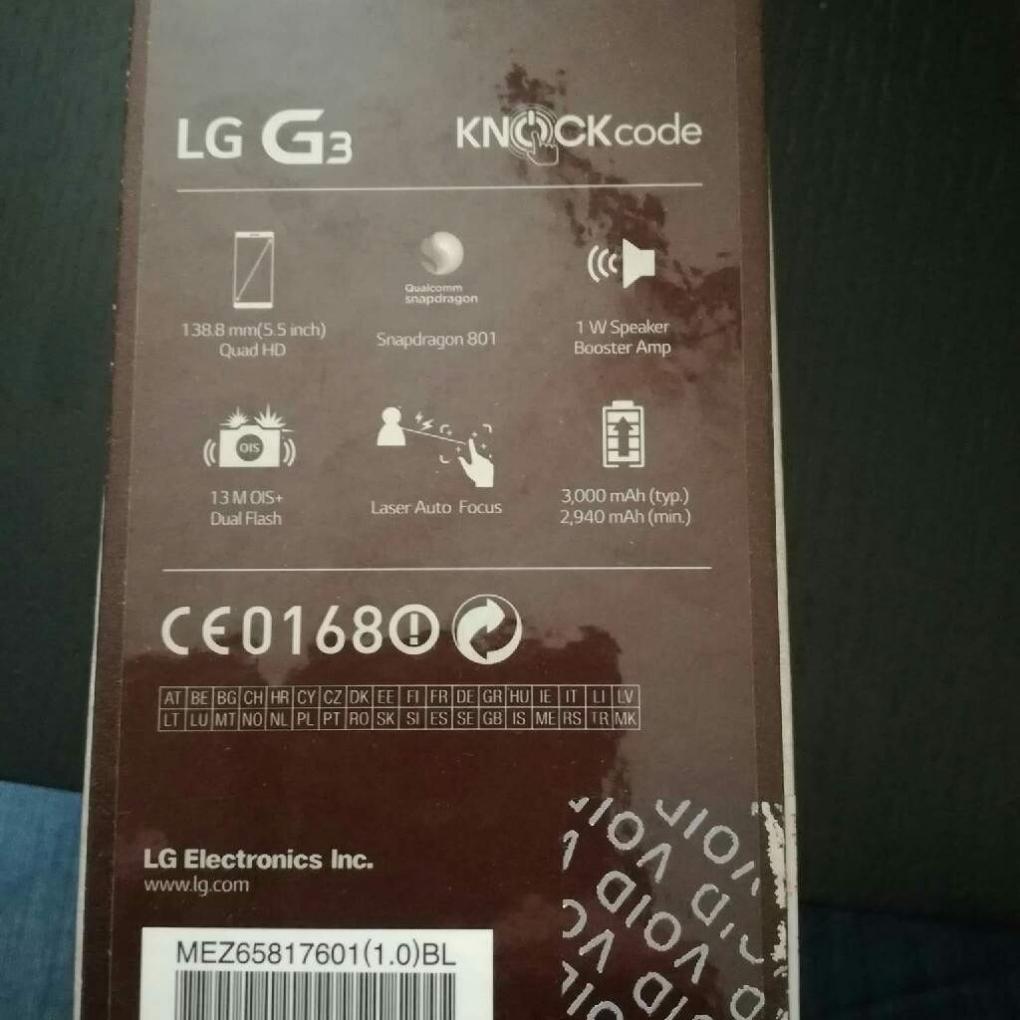 LG G3
KNOCK code
138.8 mm(5.5 inch)
Quad HD
Qualcomm
snapdragon
Snapdragon 801
1 W Speaker
Booster Amp
OIS
13 M OIS+
Dual Flash
Laser Auto Focus
3,000 mAh (typ.)
2,940 mAh (min.)
CE0168!
AT BE BG CH HR CY CZ DK EE FI FR DE GR HU IE IT LI LV
LT LU MT NO NL PL PT RO SK SI ES SE GB IS ME RS TR MK
LG Electronics Inc.
www.lg.com
MEZ65817601(1.0)BL
VOID
VOID
VOID